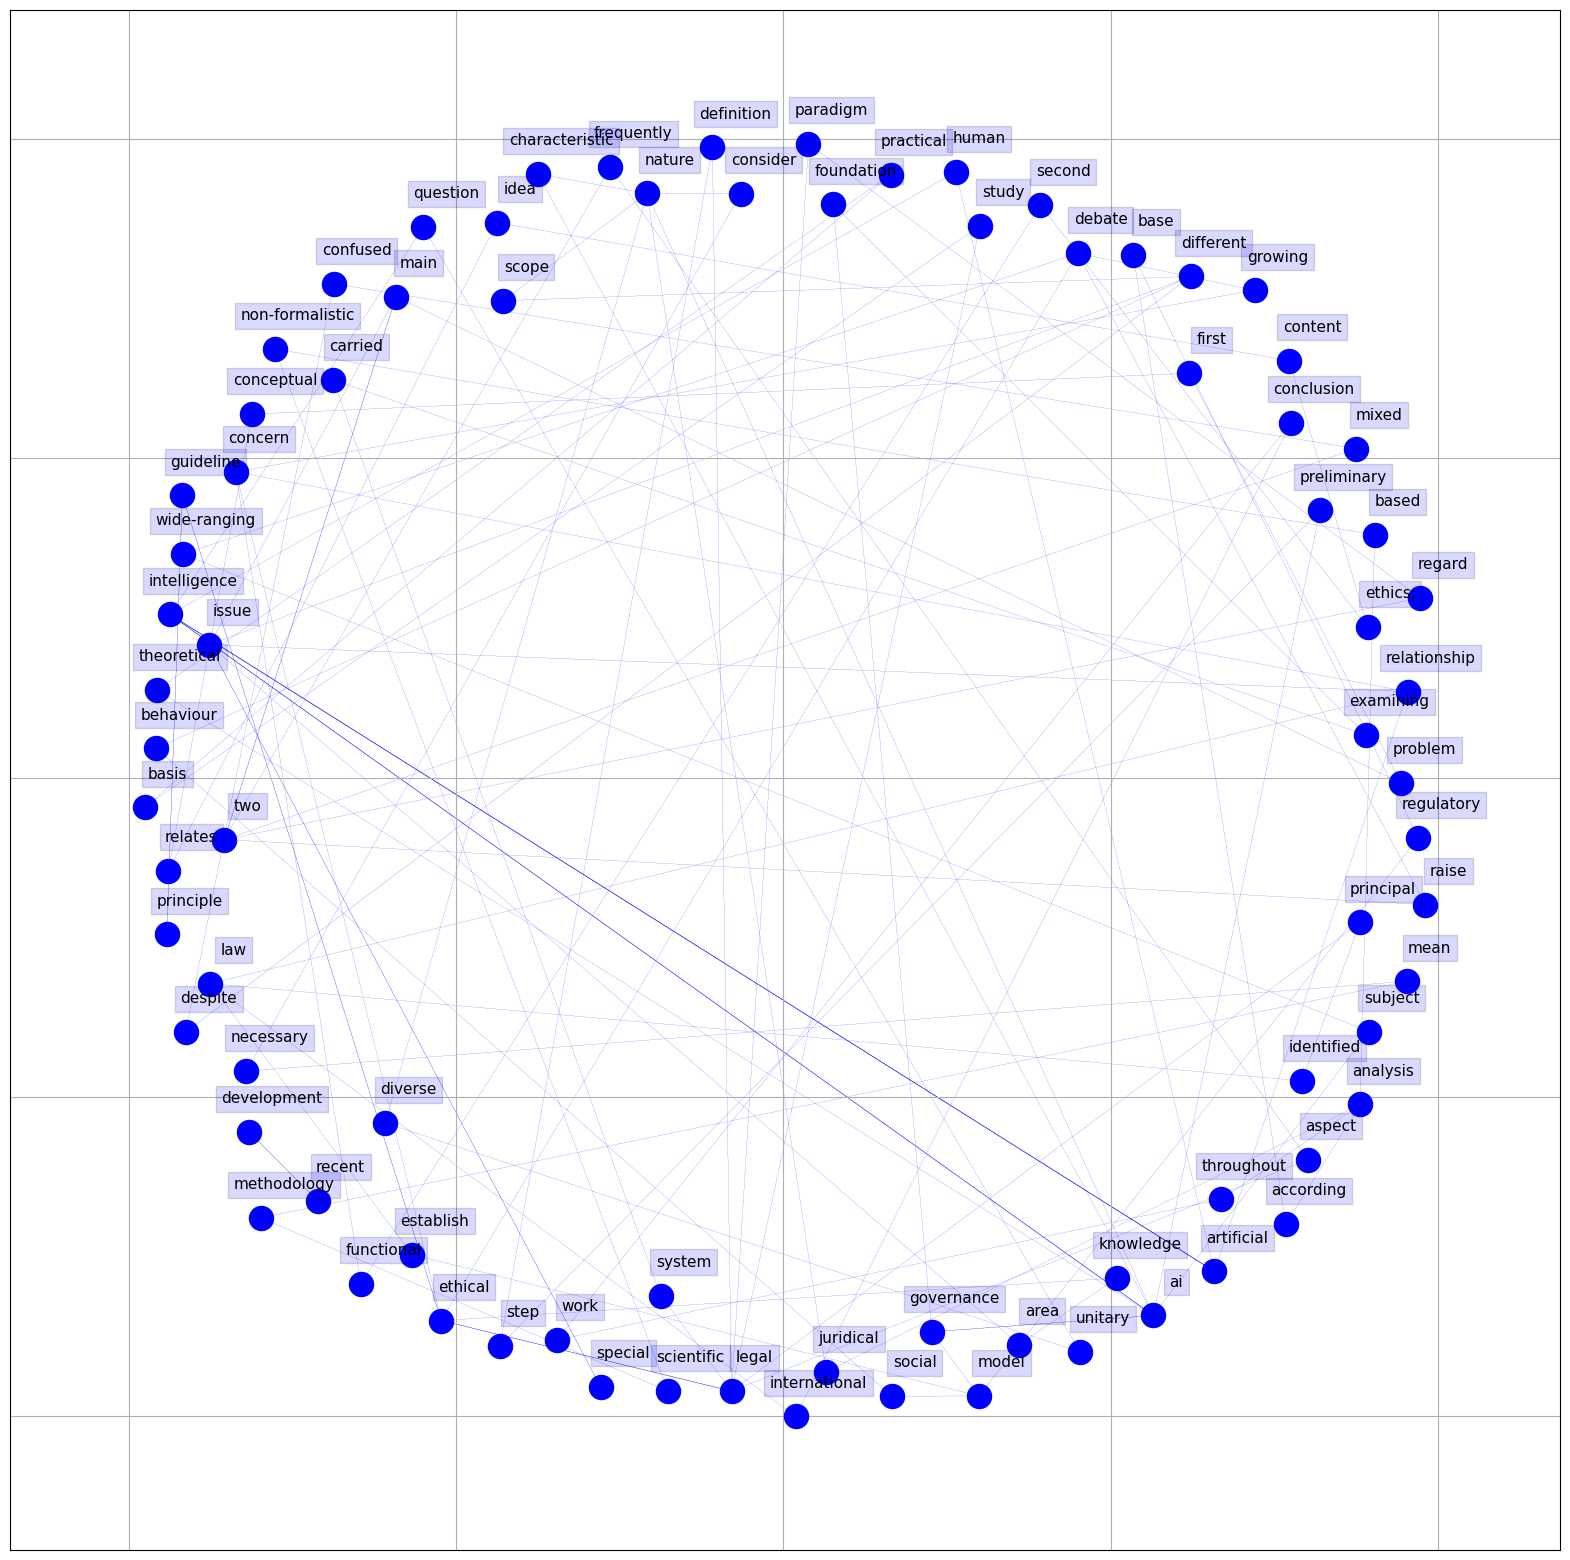 definition
paradigm
characteristic
frequently
practical
human
nature
consider
foundation
second
question
idea
study
debate
base
confused
main
scope
different
growing
non-formalistic
content
carried
first
conceptual
conclusion
concern
mixed
guideline
preliminary
wide-ranging
based
intelligence
regard
issue
ethics
theoretical
relationship
behaviour
examining
basis
problem
two
regulatory
relates
raise
principle
principal
law
mean
despite
subject
necessary
identified
development
diverse
analysis
aspect
methodology
recent
throughout
according
establish
artificial
functional
knowledge
system
ethical
ai
step
work
governance
area
unitary
special
scientific
legal
juridical
social
model
international